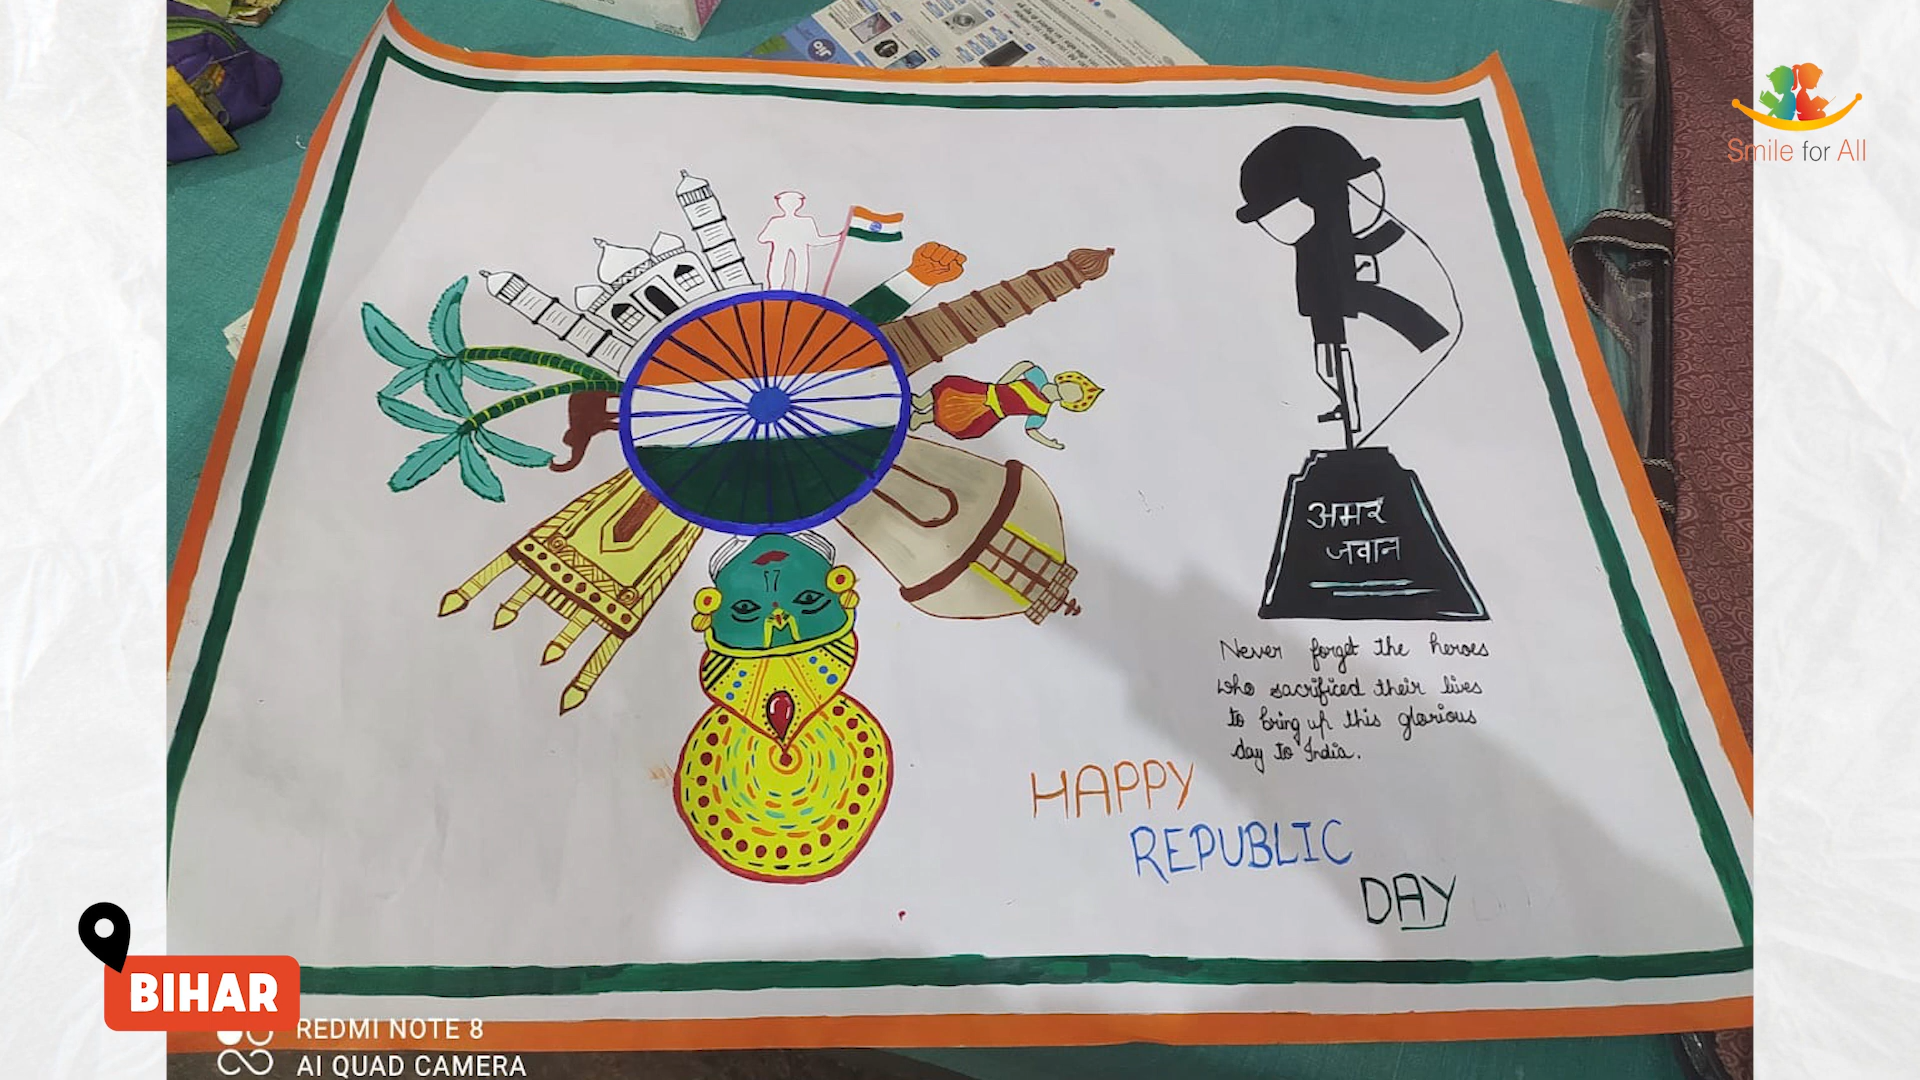 Smile for All
Jio
अमर
जवान
Never forget the heroes
who sacrificed their lives
to bring up this glorious
day to India.
HAPPY
REPUBLIC
DAY
BIHAR
REDMI NOTE 8
AI QUAD CAMERA